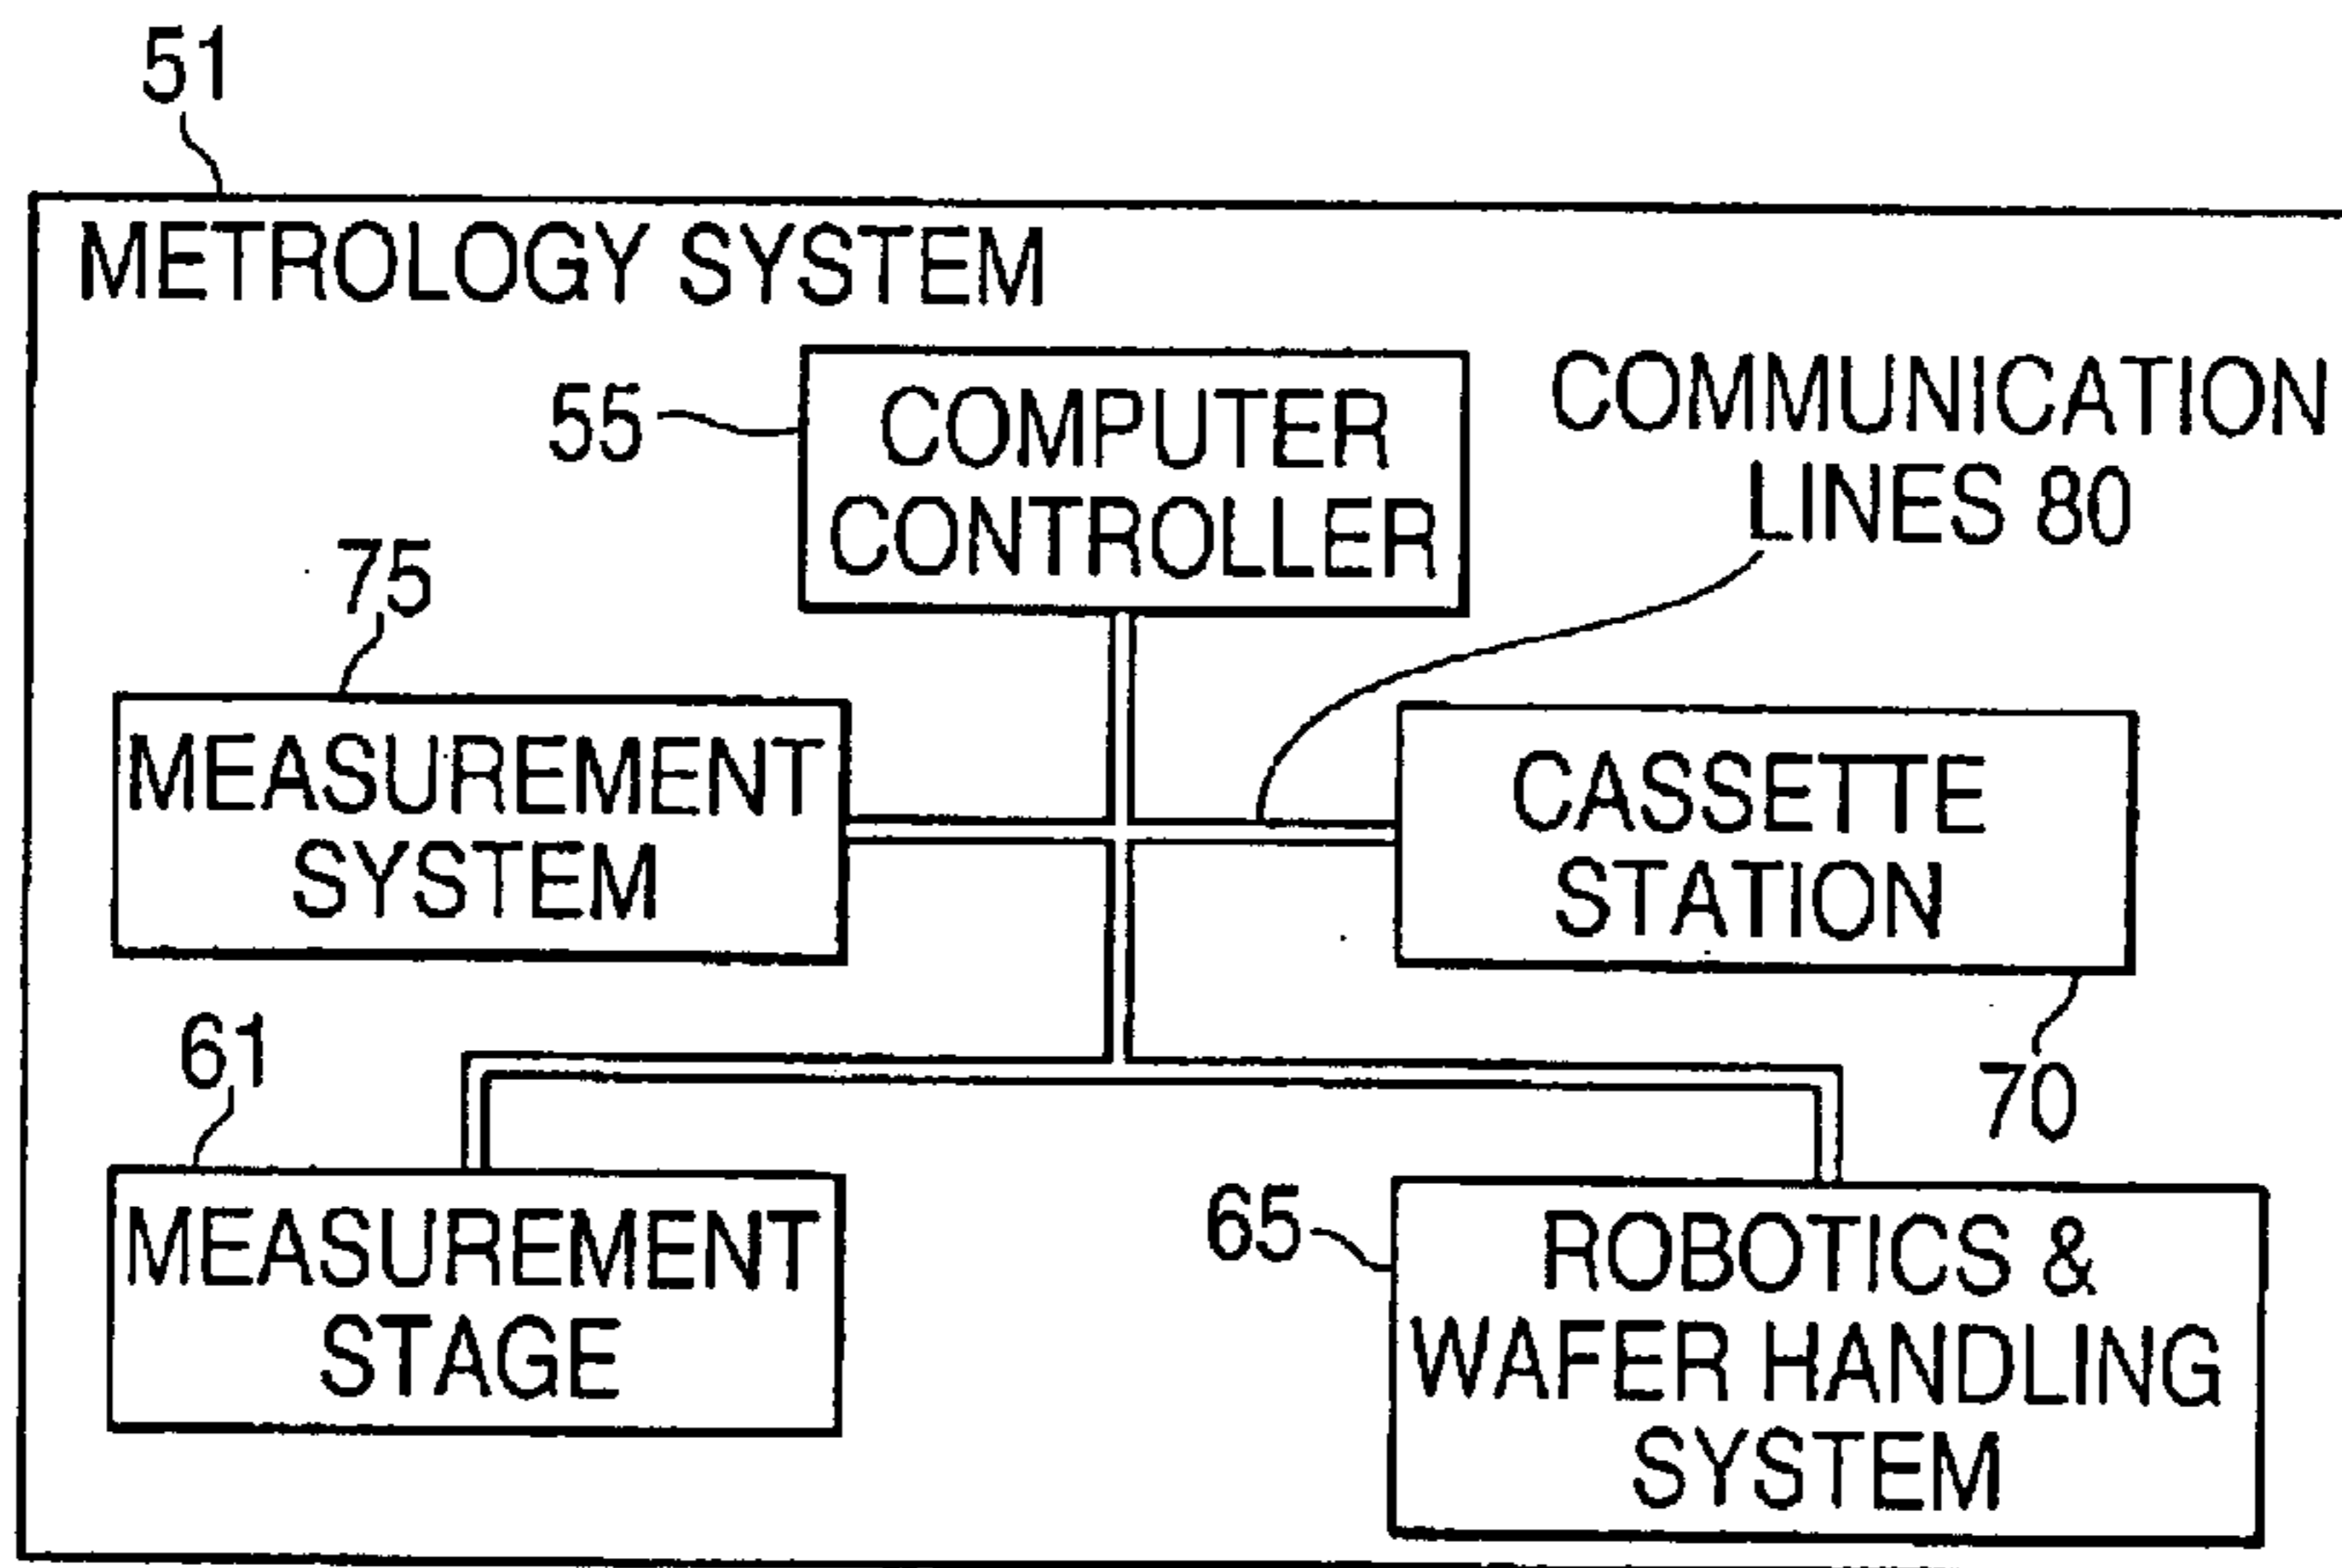 51
METROLOGY SYSTEM
55
COMPUTER
CONTROLLER
COMMUNICATION
LINES 80
75
MEASUREMENT
SYSTEM
CASSETTE
STATION
70
61
MEASUREMENT
STAGE
65
ROBOTICS &
WAFER HANDLING
SYSTEM